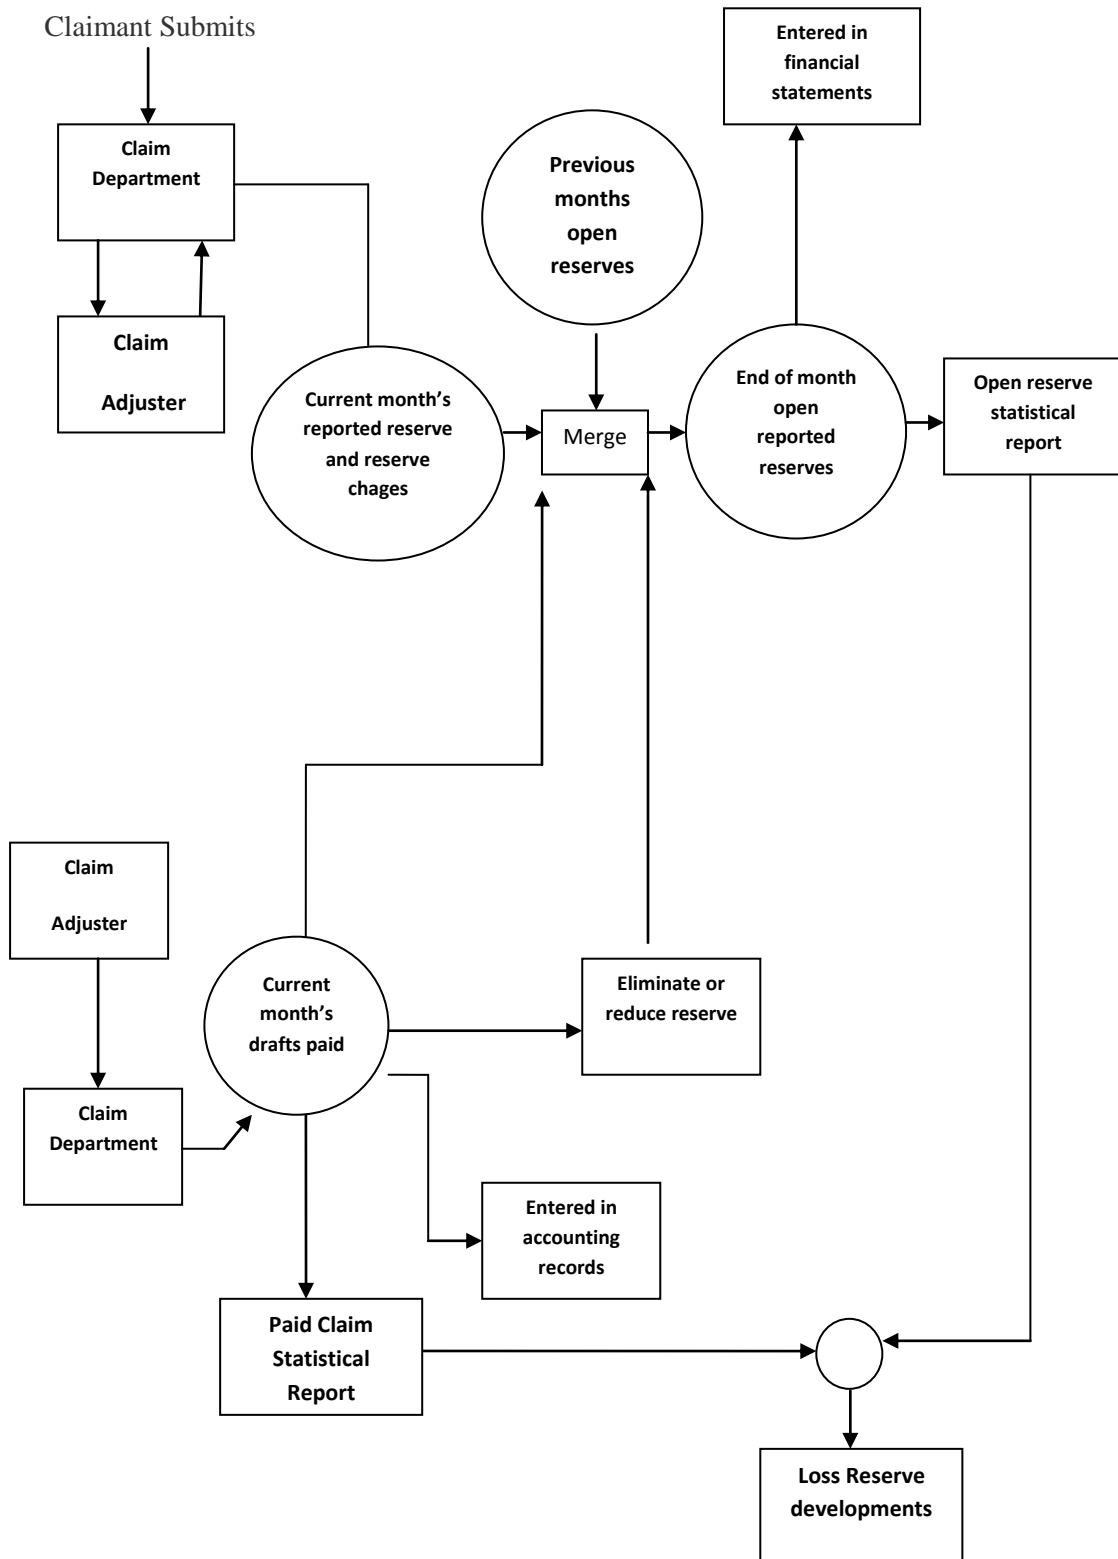 Claimant Submits
Entered in
financial
statements
Claim
Department
Previous
months
open
reserves
Claim
Adjuster
Current month's
reported reserve
and reserve
chages
Merge
End of month
open
reported
reserves
Open reserve
statistical
report
Claim
Adjuster
Current
month's
drafts paid
Eliminate or
reduce reserve
Claim
Department
Entered in
accounting
records
Paid Claim
Statistical
Report
Loss Reserve
developments